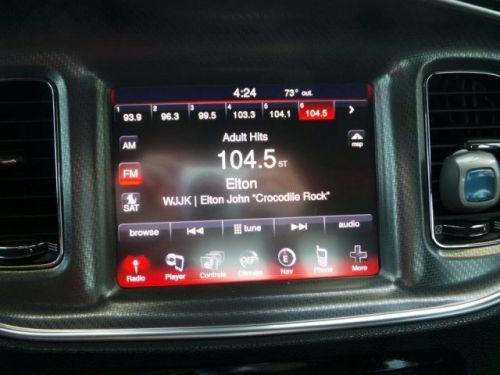 4:24 73° out.
1 2 3 4 5 6
93.9 96.3 99.5 103.3 104.1 104.5 >
Adult Hits
AM 104.5 ST map
FM Elton
SAT WJJK | Elton John "Crocodile Rock"
browse tune audio
OFF E
Radio Player Controls Climate Nav Phone More